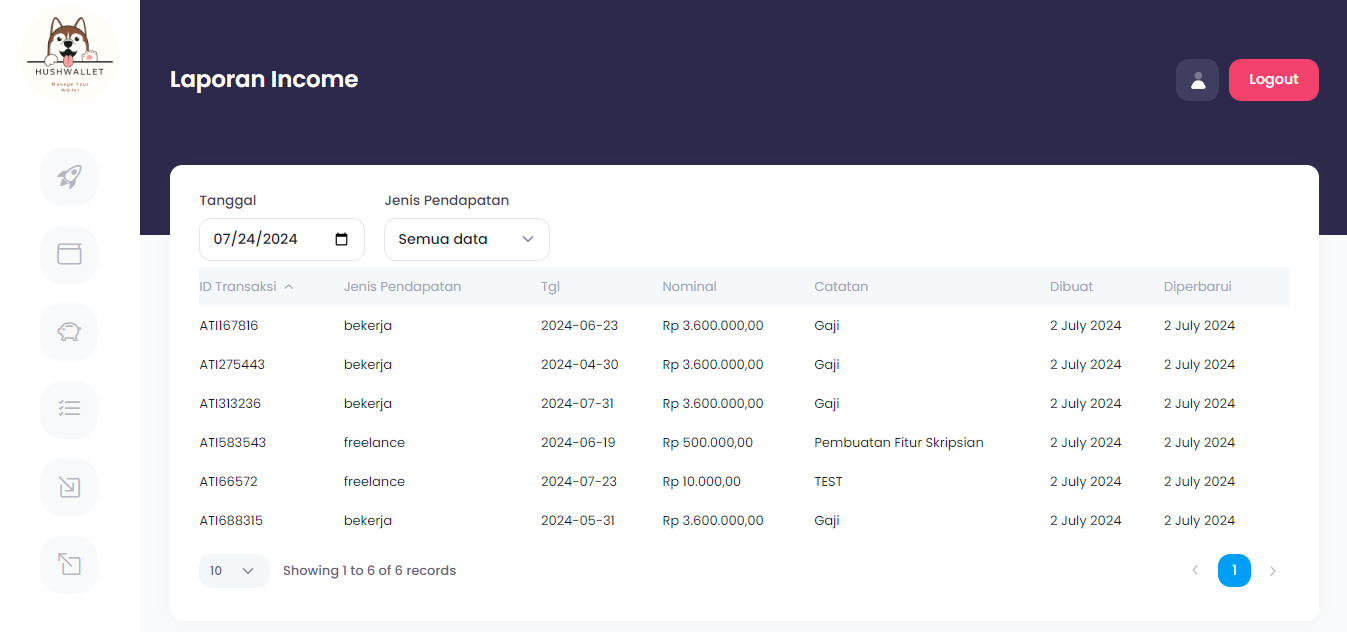 HUSHWALLET
Manage Your
Wallet
Laporan Income
Logout
Tanggal Jenis Pendapatan
07/24/2024 Semua data
ID Transaksi Jenis Pendapatan Tgl Nominal Catatan Dibuat Diperbarui
ATI167816 bekerja 2024-06-23 Rp 3.600.000,00 Gaji 2 July 2024 2 July 2024
ATI275443 bekerja 2024-04-30 Rp 3.600.000,00 Gaji 2 July 2024 2 July 2024
ATI313236 bekerja 2024-07-31 Rp 3.600.000,00 Gaji 2 July 2024 2 July 2024
ATI583543 freelance 2024-06-19 Rp 500.000,00 Pembuatan Fitur Skripsian 2 July 2024 2 July 2024
ATI66572 freelance 2024-07-23 Rp 10.000,00 TEST 2 July 2024 2 July 2024
ATI688315 bekerja 2024-05-31 Rp 3.600.000,00 Gaji 2 July 2024 2 July 2024
10 Showing 1 to 6 of 6 records 1